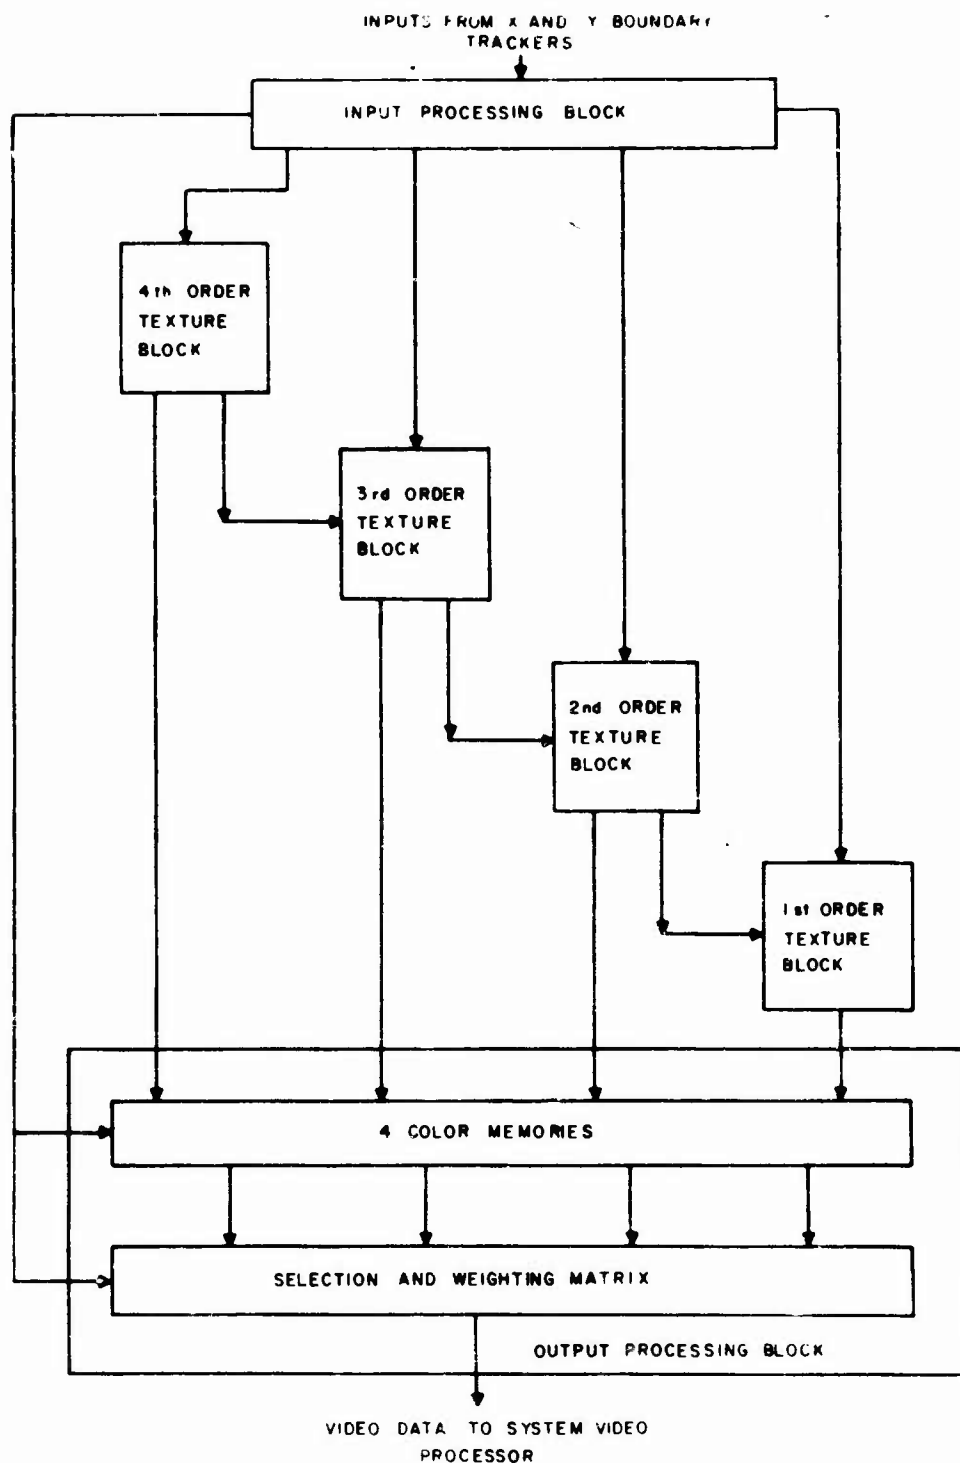 INPUTS FROM X AND Y BOUNDARY
TRACKERS
INPUT PROCESSING BLOCK
4th ORDER
TEXTURE
BLOCK
3rd ORDER
TEXTURE
BLOCK
2nd ORDER
TEXTURE
BLOCK
1st ORDER
TEXTURE
BLOCK
4 COLOR MEMORIES
SELECTION AND WEIGHTING MATRIX
OUTPUT PROCESSING BLOCK
VIDEO DATA TO SYSTEM VIDEO
PROCESSOR